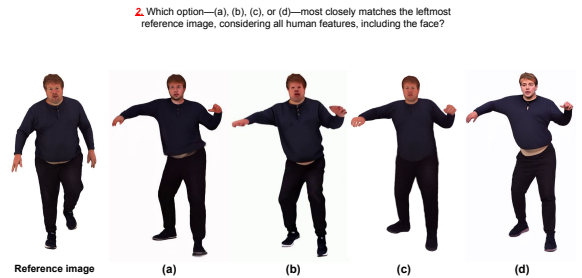 2. Which option—(a), (b), (c), or (d)—most closely matches the leftmost
reference image, considering all human features, including the face?
Reference image (a) (b) (c) (d)